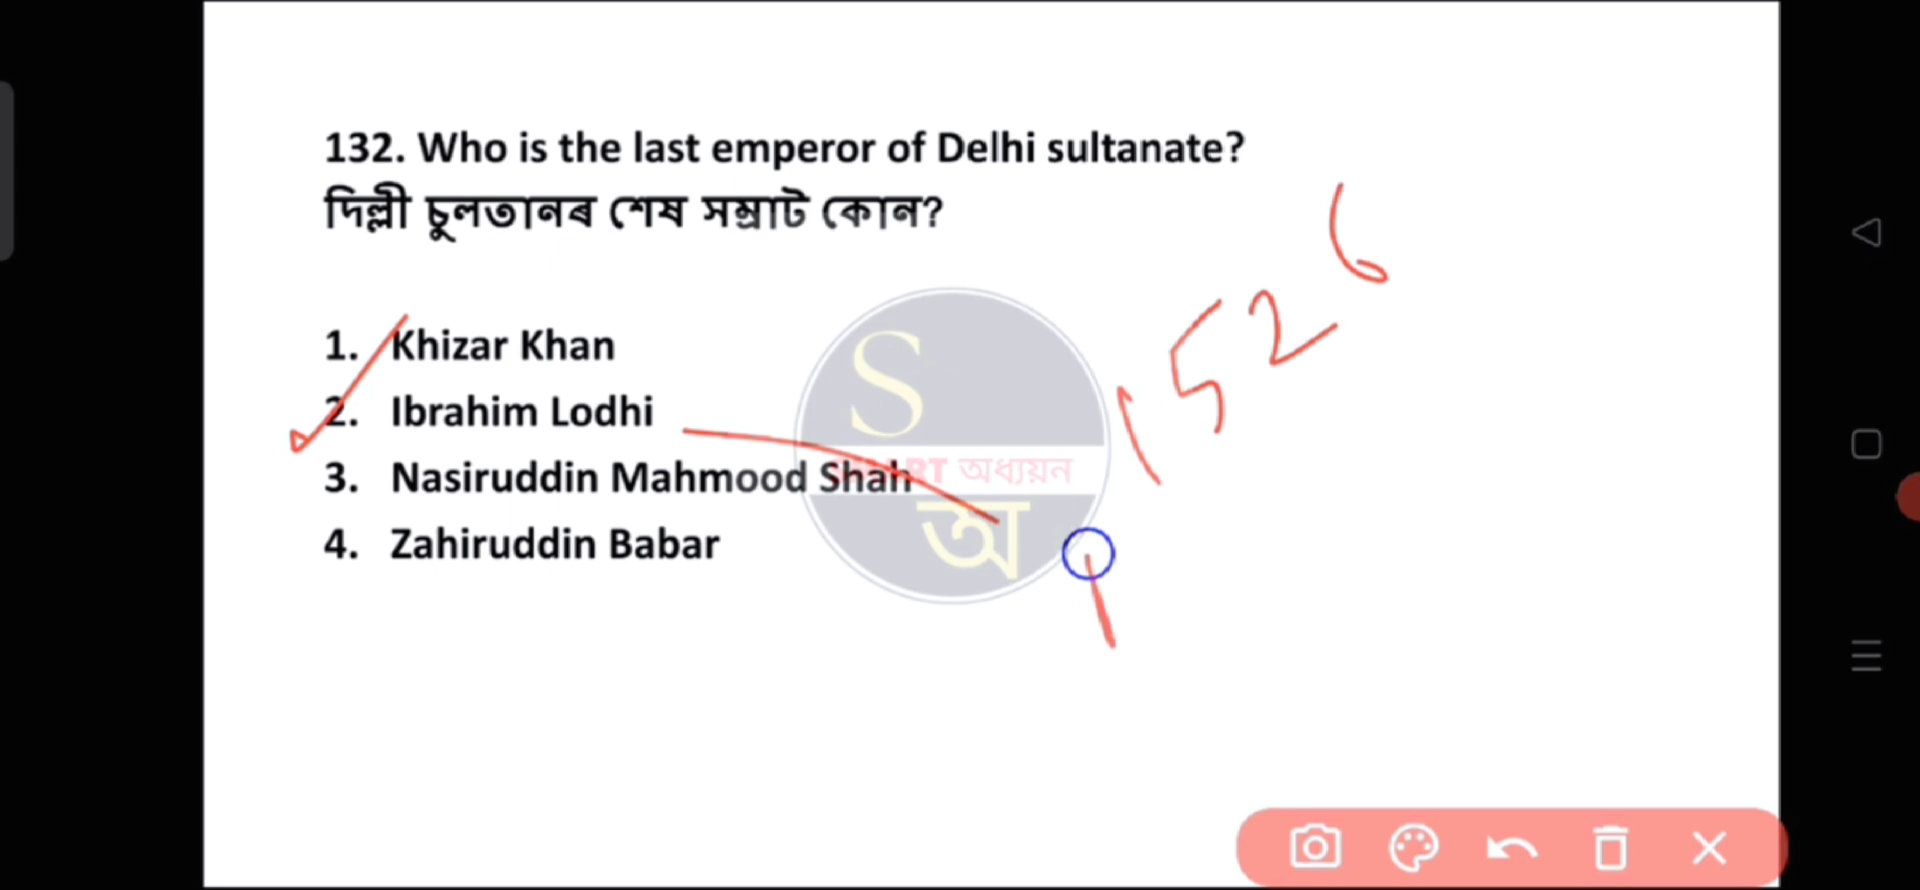 132. Who is the last emperor of Delhi sultanate?
দিল্লী চুলতানৰ শেষ সম্ৰাট কোন?
1. Khizar Khan
2. Ibrahim Lodhi
3. Nasiruddin Mahmood Shah
4. Zahiruddin Babar
1526
S
অধ্যয়ন
অ